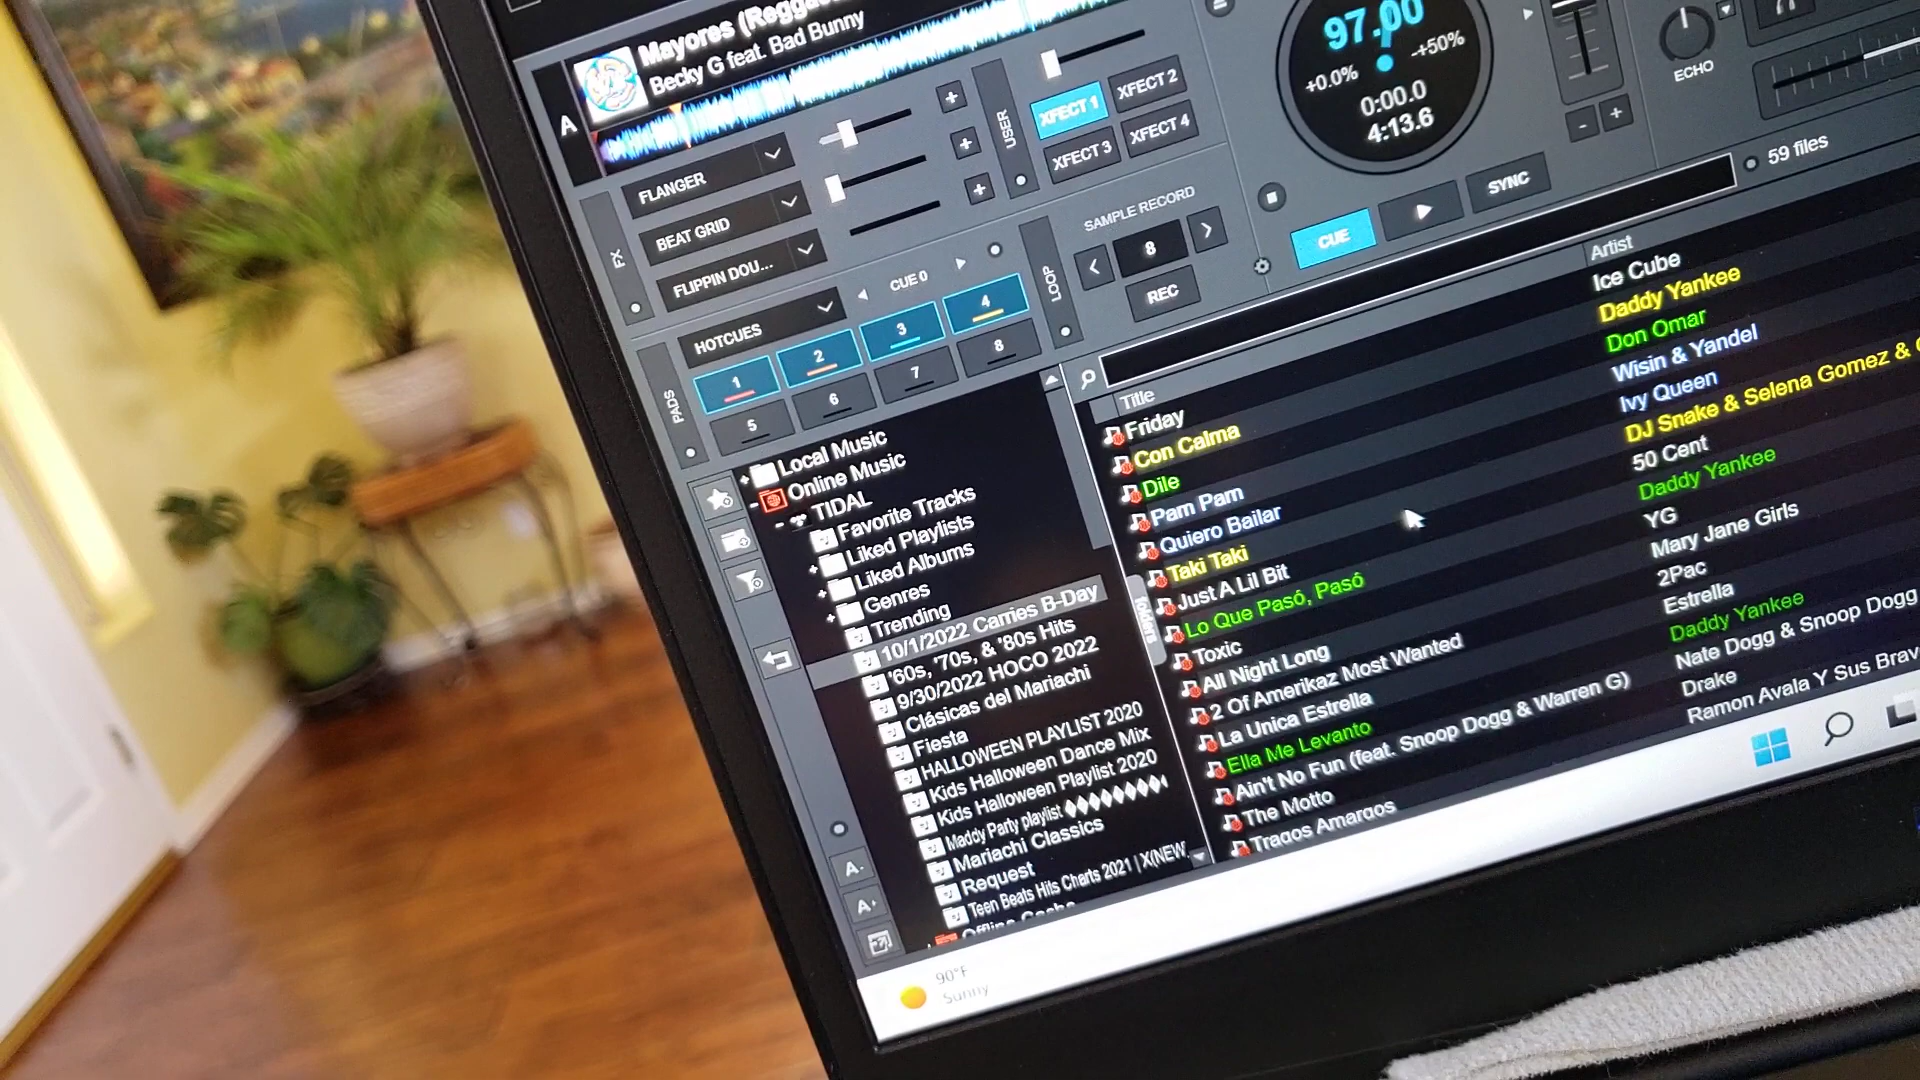 Mayores (Reggae
Becky G feat. Bad Bunny
A
FLANGER
BEAT GRID
FLIPPIN DOU...
FX
USER
XFECT 1
XFECT 2
XFECT 3
XFECT 4
97.00
+0.0%
-+50%
0:00.0
4:13.6
ECHO
- +
SAMPLE RECORD
8
REC
LOOP
CUE
SYNC
59 files
HOTCUES
CUE 0
PADS
1 2 3 4
5 6 7 8
Local Music
Online Music
TIDAL
Favorite Tracks
Liked Playlists
Liked Albums
Genres
Trending
10/1/2022 Carries B-Day
'60s, '70s, & '80s Hits
9/30/2022 HOCO 2022
Clásicas del Mariachi
Fiesta
HALLOWEEN PLAYLIST 2020
Kids Halloween Dance Mix
Kids Halloween Playlist 2020
Maddy Party playlist
Mariachi Classics
Request
Teen Beats Hits Charts 2021 | X(NEW
Offline Cache
A-
A+
folders
Title Artist
Friday Ice Cube
Con Calma Daddy Yankee
Dile Don Omar
Pam Pam Wisin & Yandel
Quiero Bailar Ivy Queen
Taki Taki DJ Snake & Selena Gomez &
Just A Lil Bit 50 Cent
Lo Que Pasó, Pasó Daddy Yankee
Toxic YG
All Night Long Mary Jane Girls
2 Of Amerikaz Most Wanted 2Pac
La Unica Estrella Estrella
Ella Me Levanto Daddy Yankee
Ain't No Fun (feat. Snoop Dogg & Warren G) Nate Dogg & Snoop Dogg
The Motto Drake
Tragos Amargos Ramon Ayala Y Sus Brav
90°F
Sunny